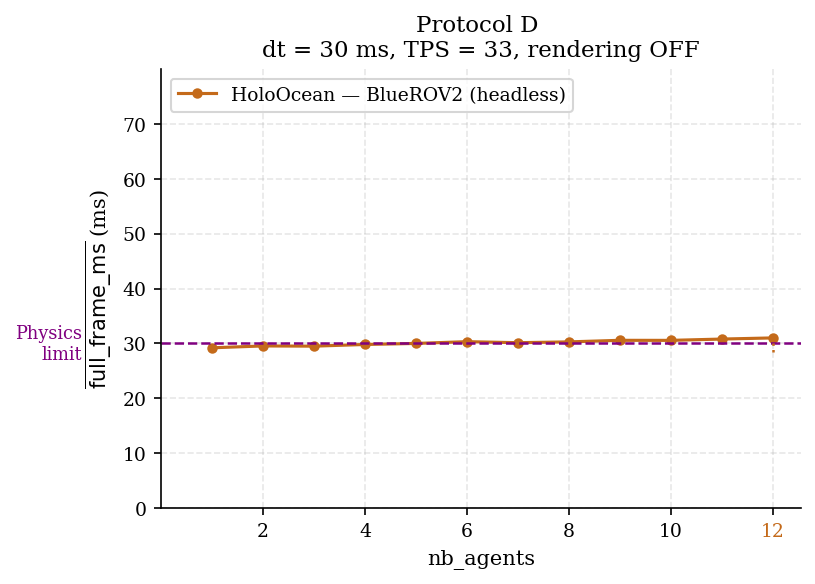 Protocol D
dt = 30 ms, TPS = 33, rendering OFF
HoloOcean — BlueROV2 (headless)
full_frame_ms (ms)
Physics
limit
70
60
50
40
30
20
10
0
2
4
6
8
10
12
nb_agents